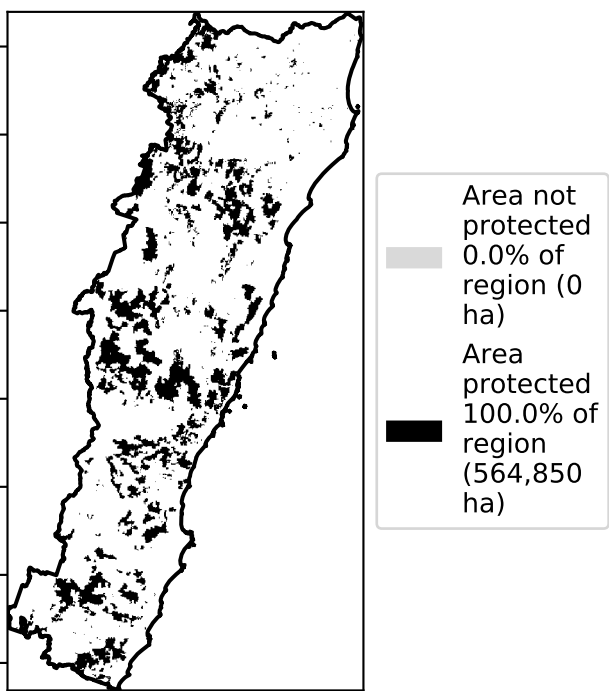 Area not
protected
0.0% of
region (0
ha)
Area
protected
100.0% of
region
(564,850
ha)